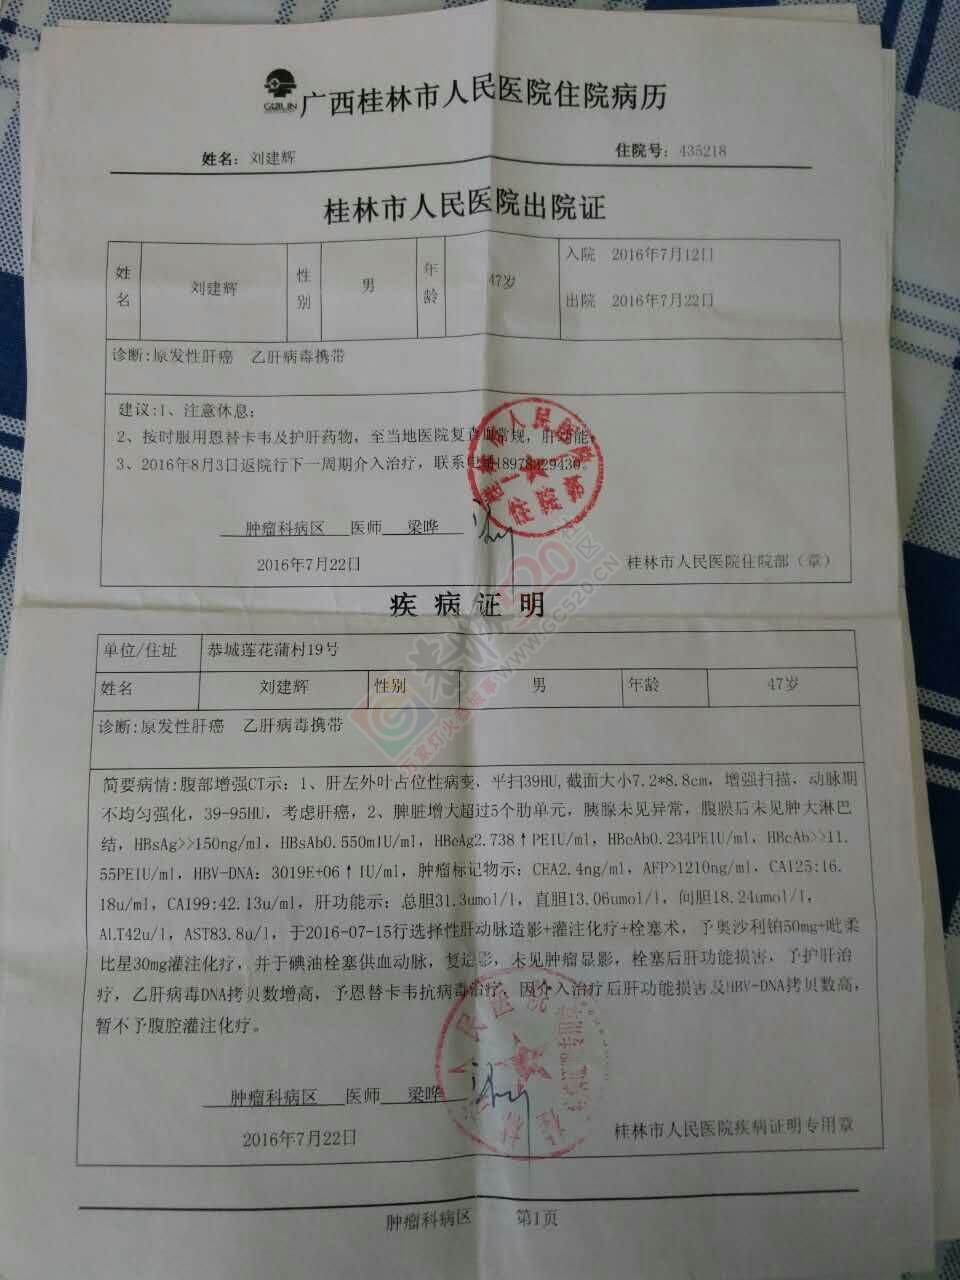 GUILIN
广西桂林市人民医院住院病历
姓名：刘建辉 住院号：435218
桂林市人民医院出院证
姓名 刘建辉 性别 男 年龄 47岁 入院 2016年7月12日
出院 2016年7月22日
诊断:原发性肝癌 乙肝病毒携带
建议:1、注意休息；
2、按时服用恩替卡韦及护肝药物，至当地医院复查血常规，肝功能。
3、2016年8月3日返院行下一周期介入治疗，联系电话18978329430。
住院部
肿瘤科病区 医师 梁晔
2016年7月22日 桂林市人民医院住院部（章）
疾病证明
单位/住址 恭城莲花蒲村19号
姓名 刘建辉 性别 男 年龄 47岁
诊断:原发性肝癌 乙肝病毒携带
简要病情:腹部增强CT示：1、肝左外叶占位性病变，平扫39HU,截面大小7.2*8.8cm，增强扫描，动脉期
不均匀强化，39-95HU，考虑肝癌，2、脾脏增大超过5个肋单元，胰腺未见异常，腹膜后未见肿大淋巴
结，HBsAg>>150ng/ml，HBsAb0.550mIU/ml，HBeAg2.738↑PEIU/ml，HBeAb0.234PEIU/ml，HBcAb>>11.
55PEIU/ml，HBV-DNA：3019E+06↑IU/ml，肿瘤标记物示：CEA2.4ng/ml，AFP>1210ng/ml，CA125:16.
18u/ml，CA199:42.13u/ml，肝功能示：总胆31.3umol/l，直胆13.06umol/l，间胆18.24umol/l，
ALT42u/l，AST83.8u/l，于2016-07-15行选择性肝动脉造影+灌注化疗+栓塞术，予奥沙利铂50mg+吡柔
比星30mg灌注化疗，并于碘油栓塞供血动脉，复造影，未见肿瘤显影，栓塞后肝功能损害，予护肝治
疗，乙肝病毒DNA拷贝数增高，予恩替卡韦抗病毒治疗，因介入治疗后肝功能损害及HBV-DNA拷贝数高，
暂不予腹腔灌注化疗。
肿瘤科病区 医师 梁晔
2016年7月22日 桂林市人民医院疾病证明专用章
肿瘤科病区 第1页
万家灯火恭城事 WWW.GC520.CN